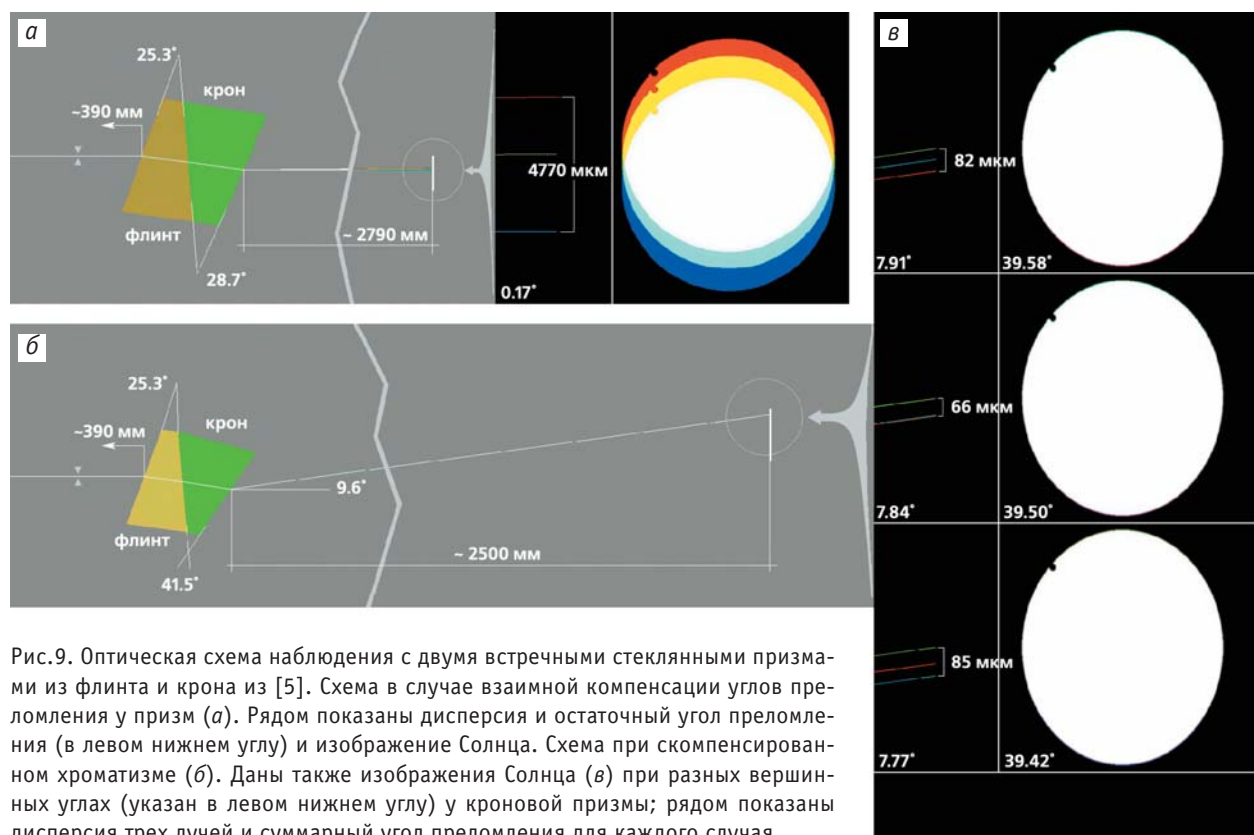 а
25.3°
крон
~390 мм
4770 мкм
флинт
~ 2790 мм
28.7°
0.17°
б
25.3°
крон
~390 мм
9.6°
флинт
~ 2500 мм
41.5°
в
82 мкм
7.91°
39.58°
66 мкм
7.84°
39.50°
85 мкм
7.77°
39.42°
Рис.9. Оптическая схема наблюдения с двумя встречными стеклянными призма-
ми из флинта и крона из [5]. Схема в случае взаимной компенсации углов пре-
ломления у призм (а). Рядом показаны дисперсия и остаточный угол преломле-
ния (в левом нижнем углу) и изображение Солнца. Схема при скомпенсирован-
ном хроматизме (б). Даны также изображения Солнца (в) при разных вершин-
ных углах (указан в левом нижнем углу) у кроновой призмы; рядом показаны
дисперсия трех лучей и суммарный угол преломления для каждого случая.